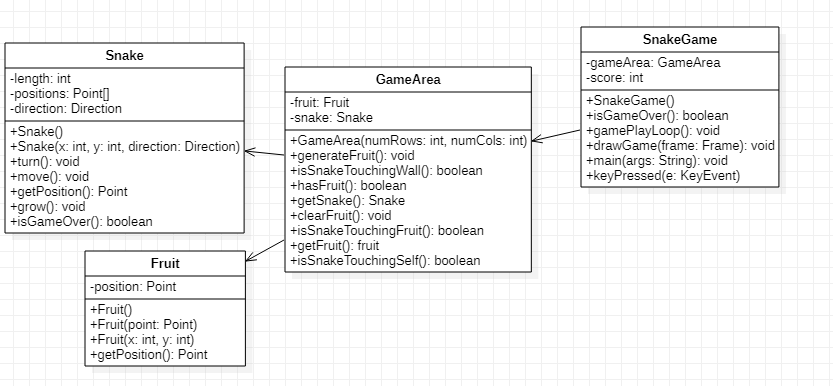 Snake
-length: int
-positions: Point[]
-direction: Direction
+Snake()
+Snake(x: int, y: int, direction: Direction)
+turn(): void
+move(): void
+getPosition(): Point
+grow(): void
+isGameOver(): boolean
Fruit
-position: Point
+Fruit()
+Fruit(point: Point)
+Fruit(x: int, y: int)
+getPosition(): Point
GameArea
-fruit: Fruit
-snake: Snake
+GameArea(numRows: int, numCols: int)
+generateFruit(): void
+isSnakeTouchingWall(): boolean
+hasFruit(): boolean
+getSnake(): Snake
+clearFruit(): void
+isSnakeTouchingFruit(): boolean
+getFruit(): fruit
+isSnakeTouchingSelf(): boolean
SnakeGame
-gameArea: GameArea
-score: int
+SnakeGame()
+isGameOver(): boolean
+gamePlayLoop(): void
+drawGame(frame: Frame): void
+main(args: String): void
+keyPressed(e: KeyEvent)